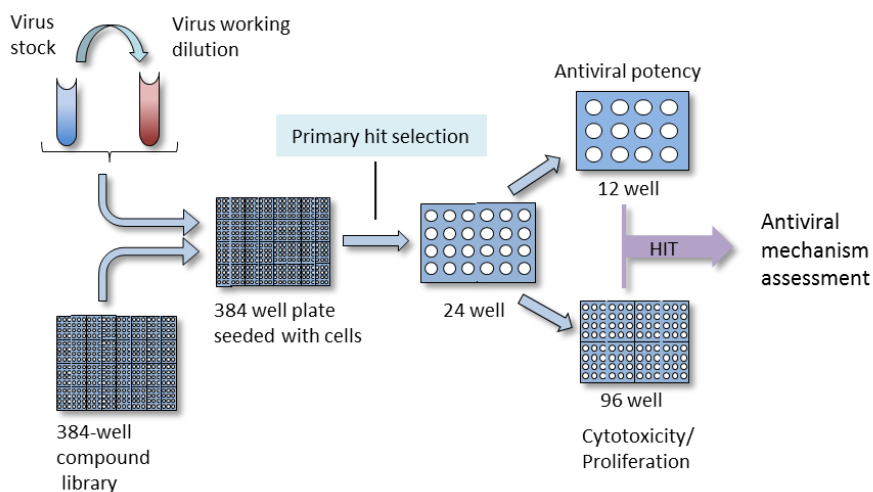 Virus
stock
Virus working
dilution
Antiviral potency
Primary hit selection
12 well
HIT
Antiviral
mechanism
assessment
384 well plate
seeded with cells
24 well
96 well
384-well
compound
library
Cytotoxicity/
Proliferation